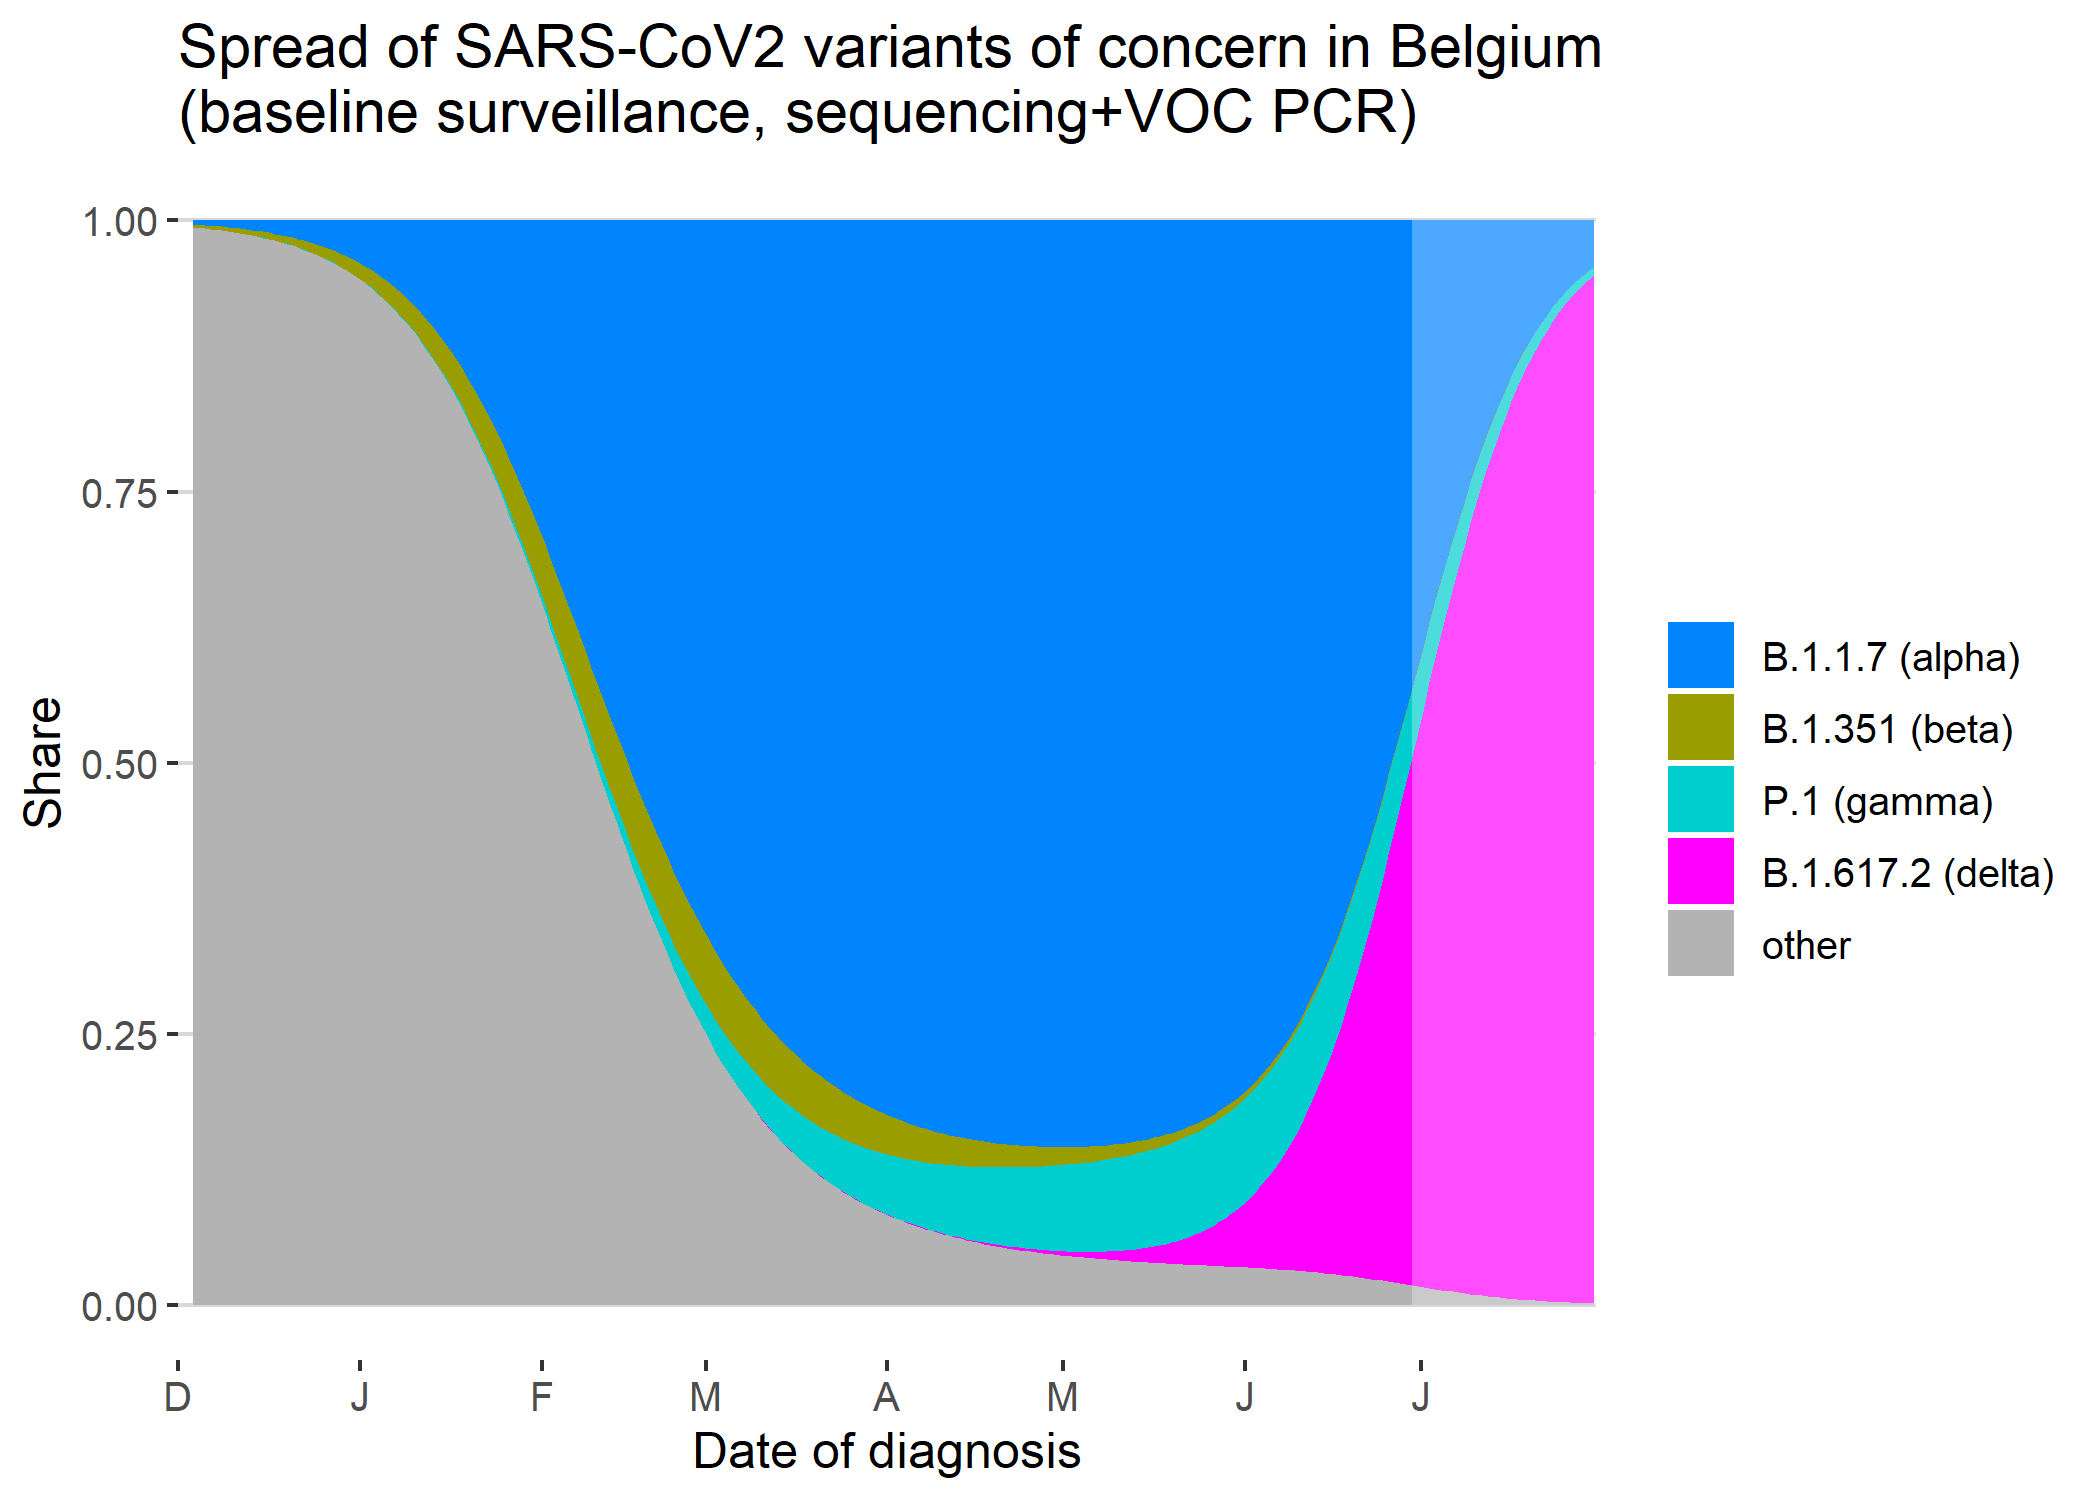 Spread of SARS-CoV2 variants of concern in Belgium
(baseline surveillance, sequencing+VOC PCR)
1.00
0.75
0.50
0.25
0.00
Share
D J F M A M J J
Date of diagnosis
B.1.1.7 (alpha)
B.1.351 (beta)
P.1 (gamma)
B.1.617.2 (delta)
other